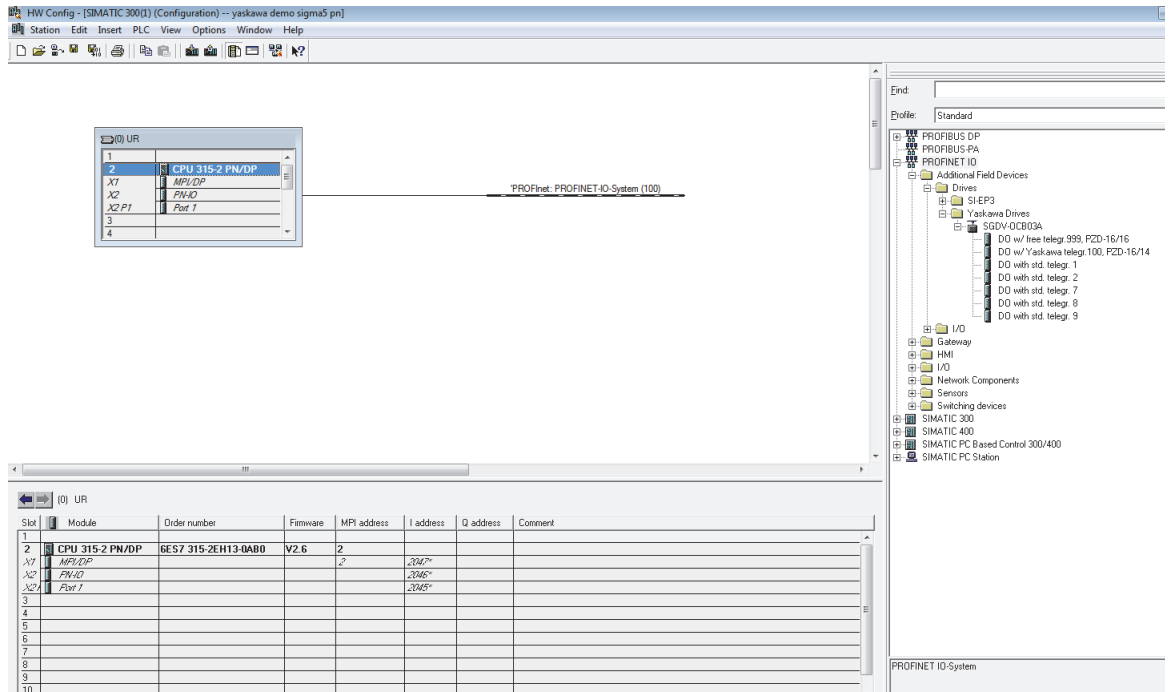 HW Config - [SIMATIC 300(1) (Configuration) -- yaskawa demo sigma5 pn]
Station Edit Insert PLC View Options Window Help
(0) UR
1
2 CPU 315-2 PN/DP
X1 MPI/DP
X2 PN-IO
X2 P1 Port 1
3
4
'PROFInet: PROFINET-IO-System (100)
Find:
Profile: Standard
PROFIBUS DP
PROFIBUS-PA
PROFINET IO
Additional Field Devices
Drives
SI-EP3
Yaskawa Drives
SGDV-OCB03A
DO w/ free telegr.999, PZD-16/16
DO w/ Yaskawa telegr.100, PZD-16/14
DO with std. telegr. 1
DO with std. telegr. 2
DO with std. telegr. 7
DO with std. telegr. 8
DO with std. telegr. 9
I/O
Gateway
HMI
I/O
Network Components
Sensors
Switching devices
SIMATIC 300
SIMATIC 400
SIMATIC PC Based Control 300/400
SIMATIC PC Station
(0) UR
Slot Module Order number Firmware MPI address I address Q address Comment
1
2 CPU 315-2 PN/DP 6ES7 315-2EH13-0AB0 V2.6 2
X1 MPI/DP 2 2047*
X2 PN-IO 2046*
X2 Port 1 2045*
3
4
5
6
7
8
9
10
PROFINET IO-System